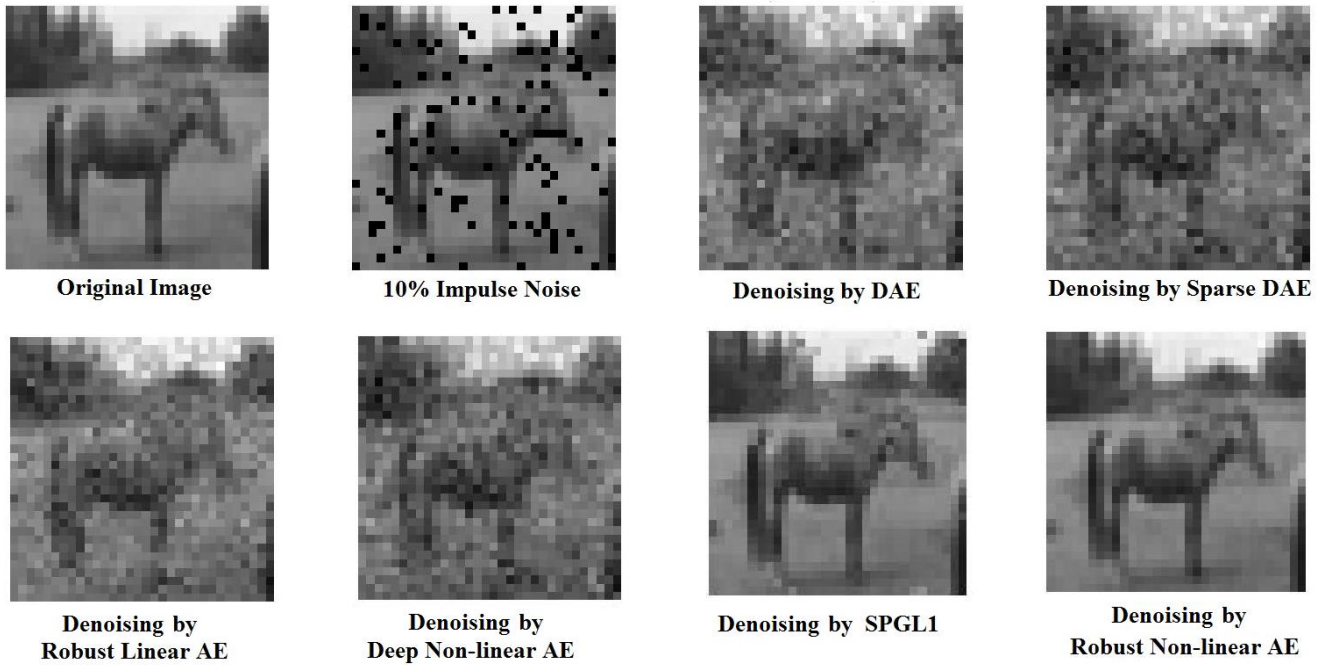 Original Image
10% Impulse Noise
Denoising by DAE
Denoising by Sparse DAE
Denoising by
Robust Linear AE
Denoising by
Deep Non-linear AE
Denoising by SPGL1
Denoising by
Robust Non-linear AE